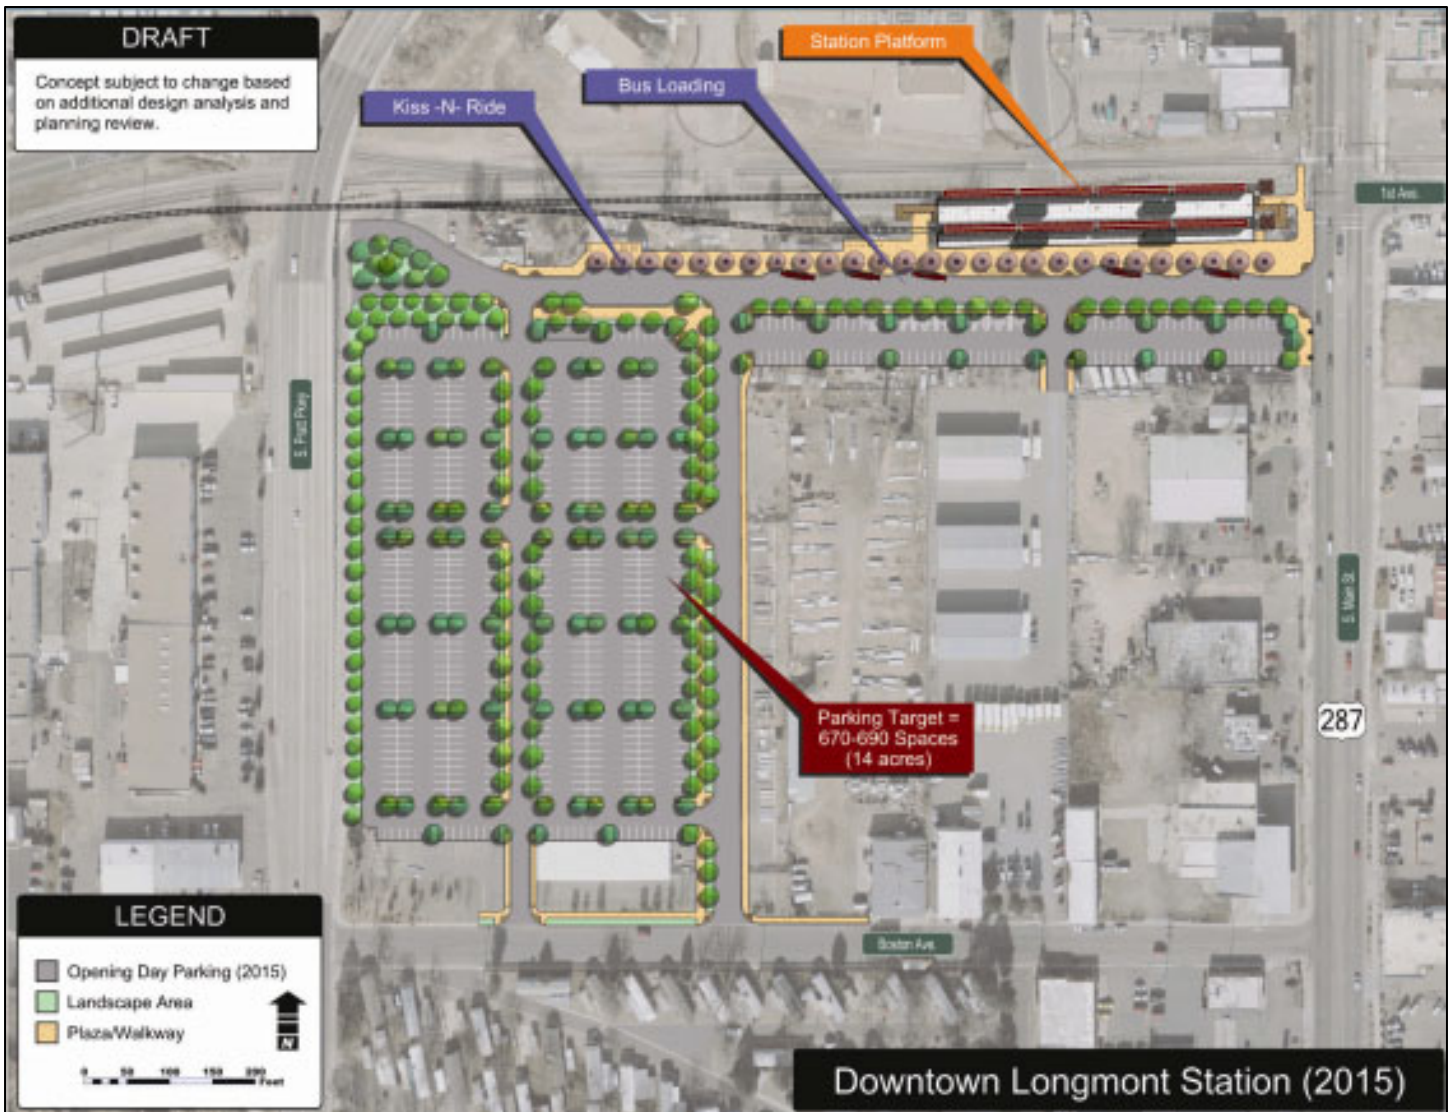 DRAFT
Concept subject to change based
on additional design analysis and
planning review.
Station Platform
Bus Loading
Kiss -N- Ride
1st Ave.
S. Pratt Pkwy
S. Main St.
287
Parking Target =
670-690 Spaces
(14 acres)
Boston Ave.
LEGEND
Opening Day Parking (2015)
Landscape Area
Plaza/Walkway
N
0 50 100 150 200
Feet
Downtown Longmont Station (2015)